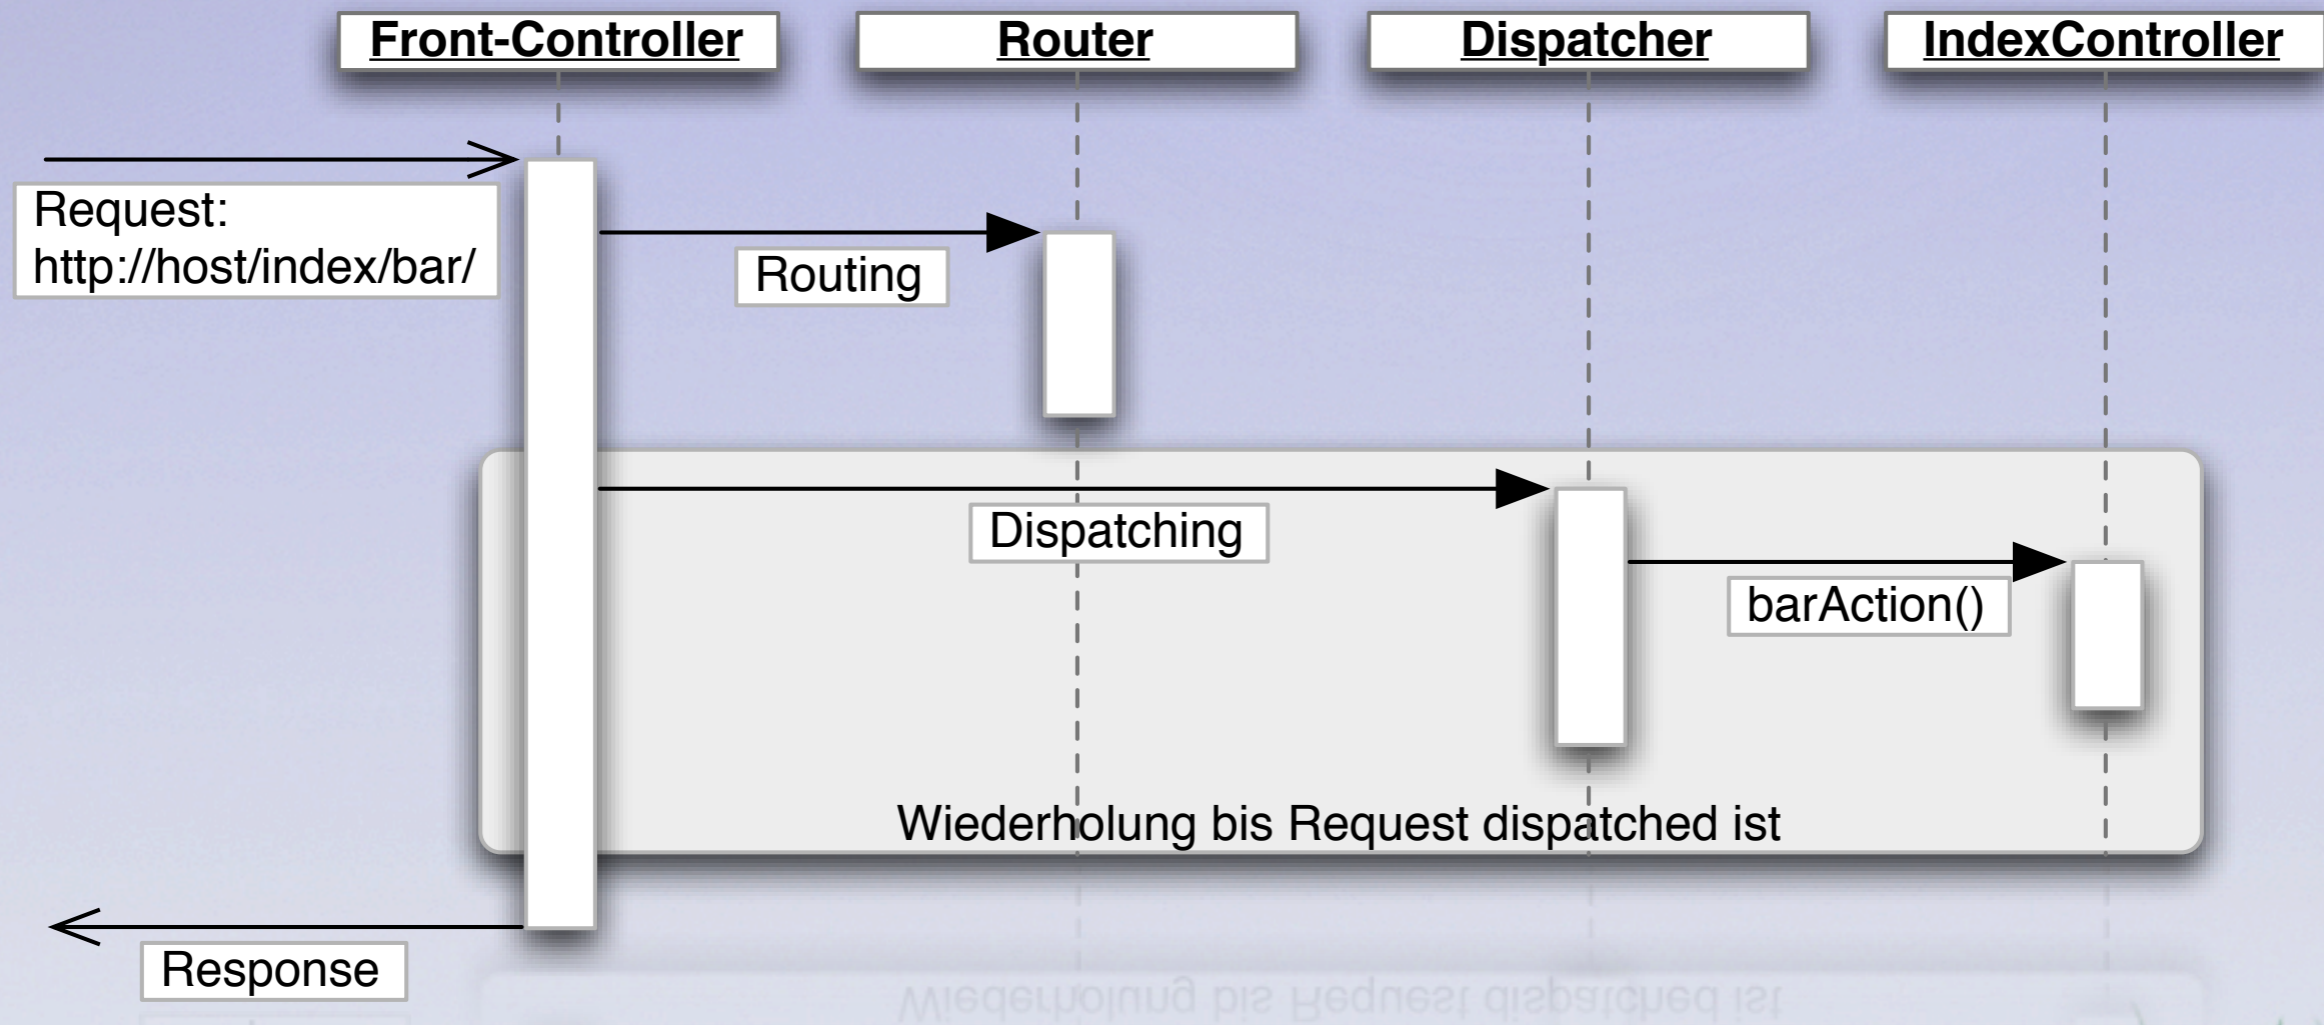 Front-Controller
Router
Dispatcher
IndexController
Request:
http://host/index/bar/
Routing
Dispatching
barAction()
Wiederholung bis Request dispatched ist
Response